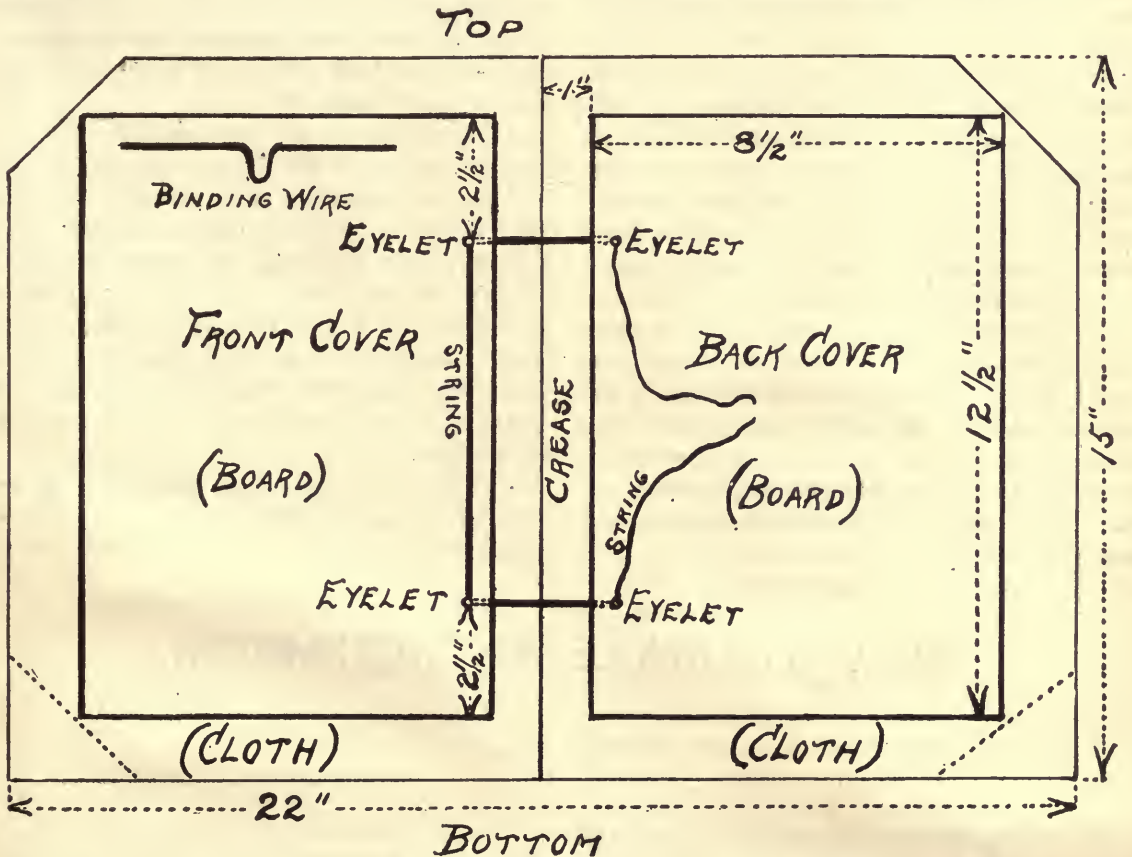 TOP
1"
8½"
2½"
BINDING WIRE
EYELET
EYELET
FRONT COVER
BACK COVER
STRING
CREASE
12½"
15"
(BOARD)
(BOARD)
STRING
EYELET
EYELET
2½"
(CLOTH)
(CLOTH)
22"
BOTTOM